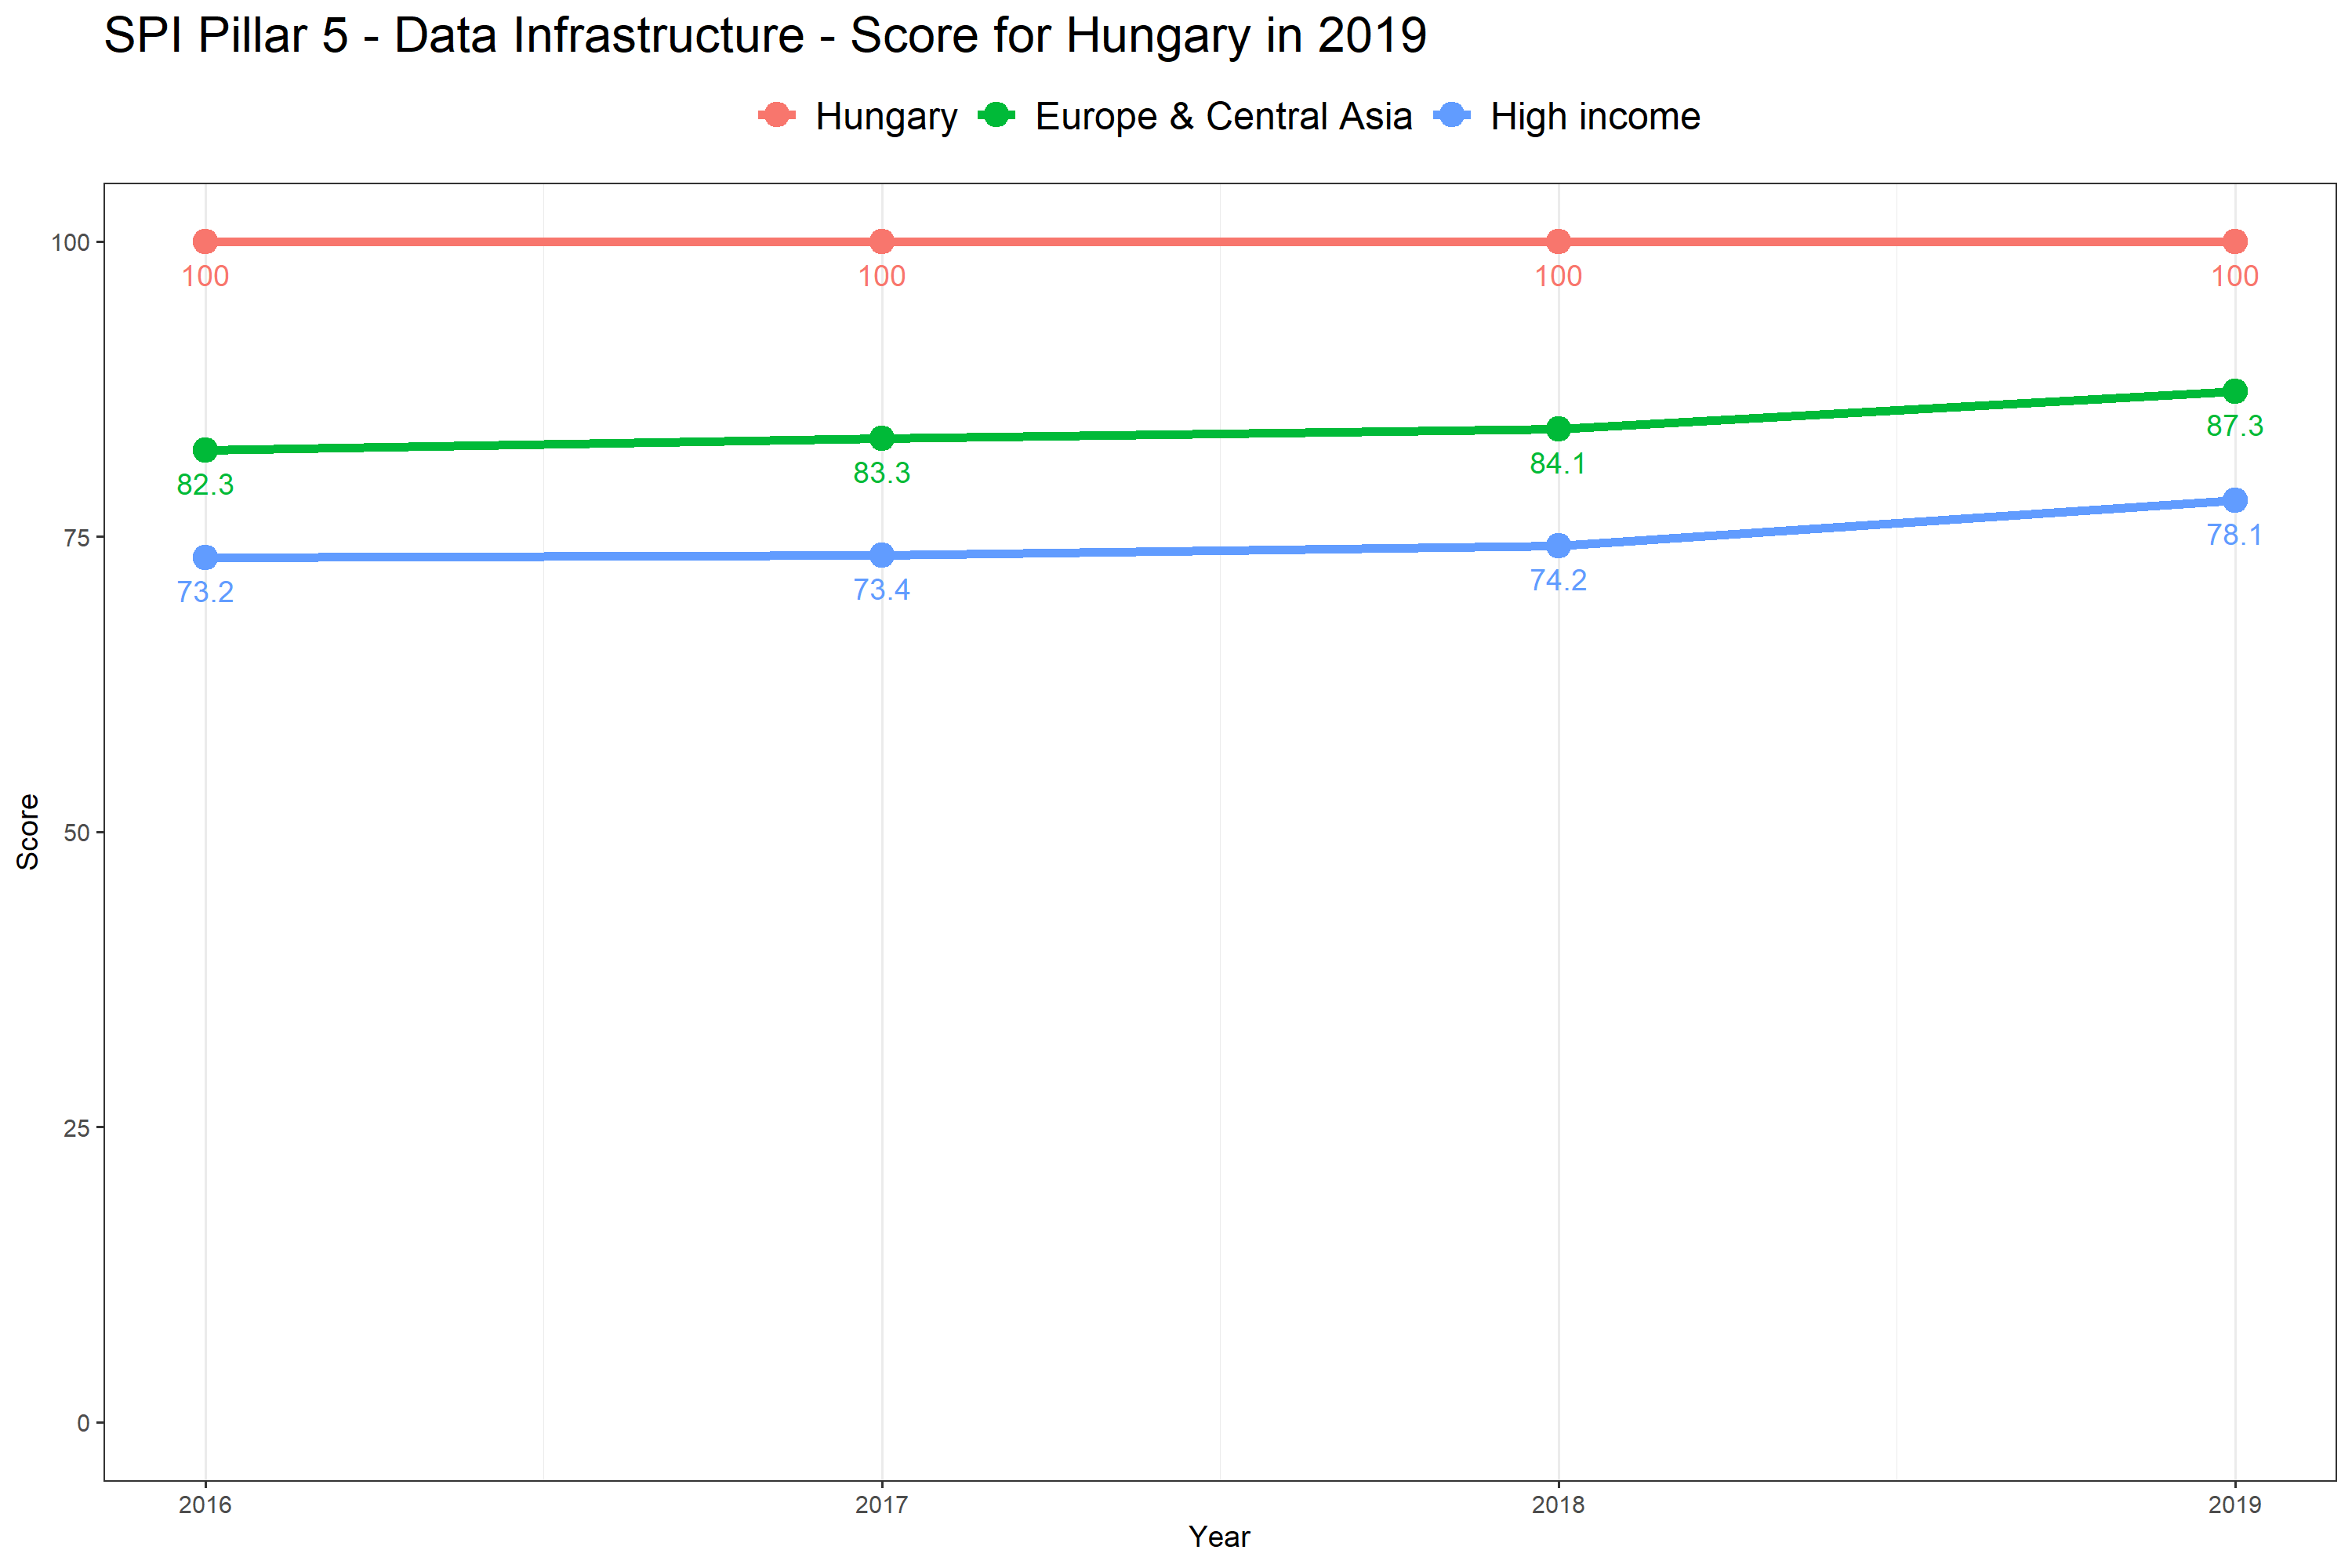 SPI Pillar 5 - Data Infrastructure - Score for Hungary in 2019
Hungary Europe & Central Asia High income
100
100 100 100 100
87.3
84.1
83.3
82.3
75
78.1
74.2
73.4
73.2
Score
50
25
0
2016 2017 2018 2019
Year